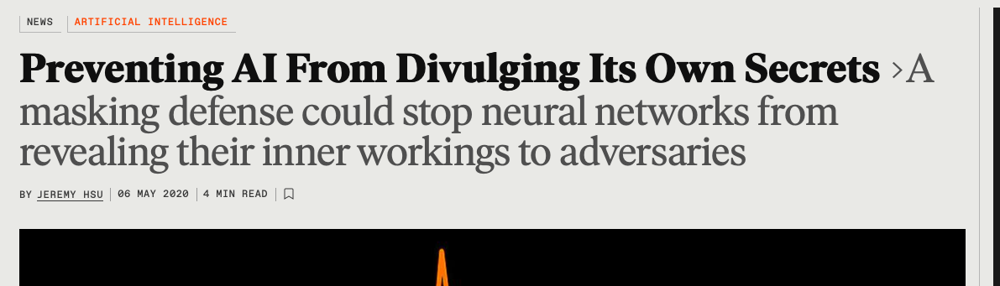 NEWS ARTIFICIAL INTELLIGENCE
Preventing AI From Divulging Its Own Secrets > A
masking defense could stop neural networks from
revealing their inner workings to adversaries
BY JEREMY HSU 06 MAY 2020 4 MIN READ